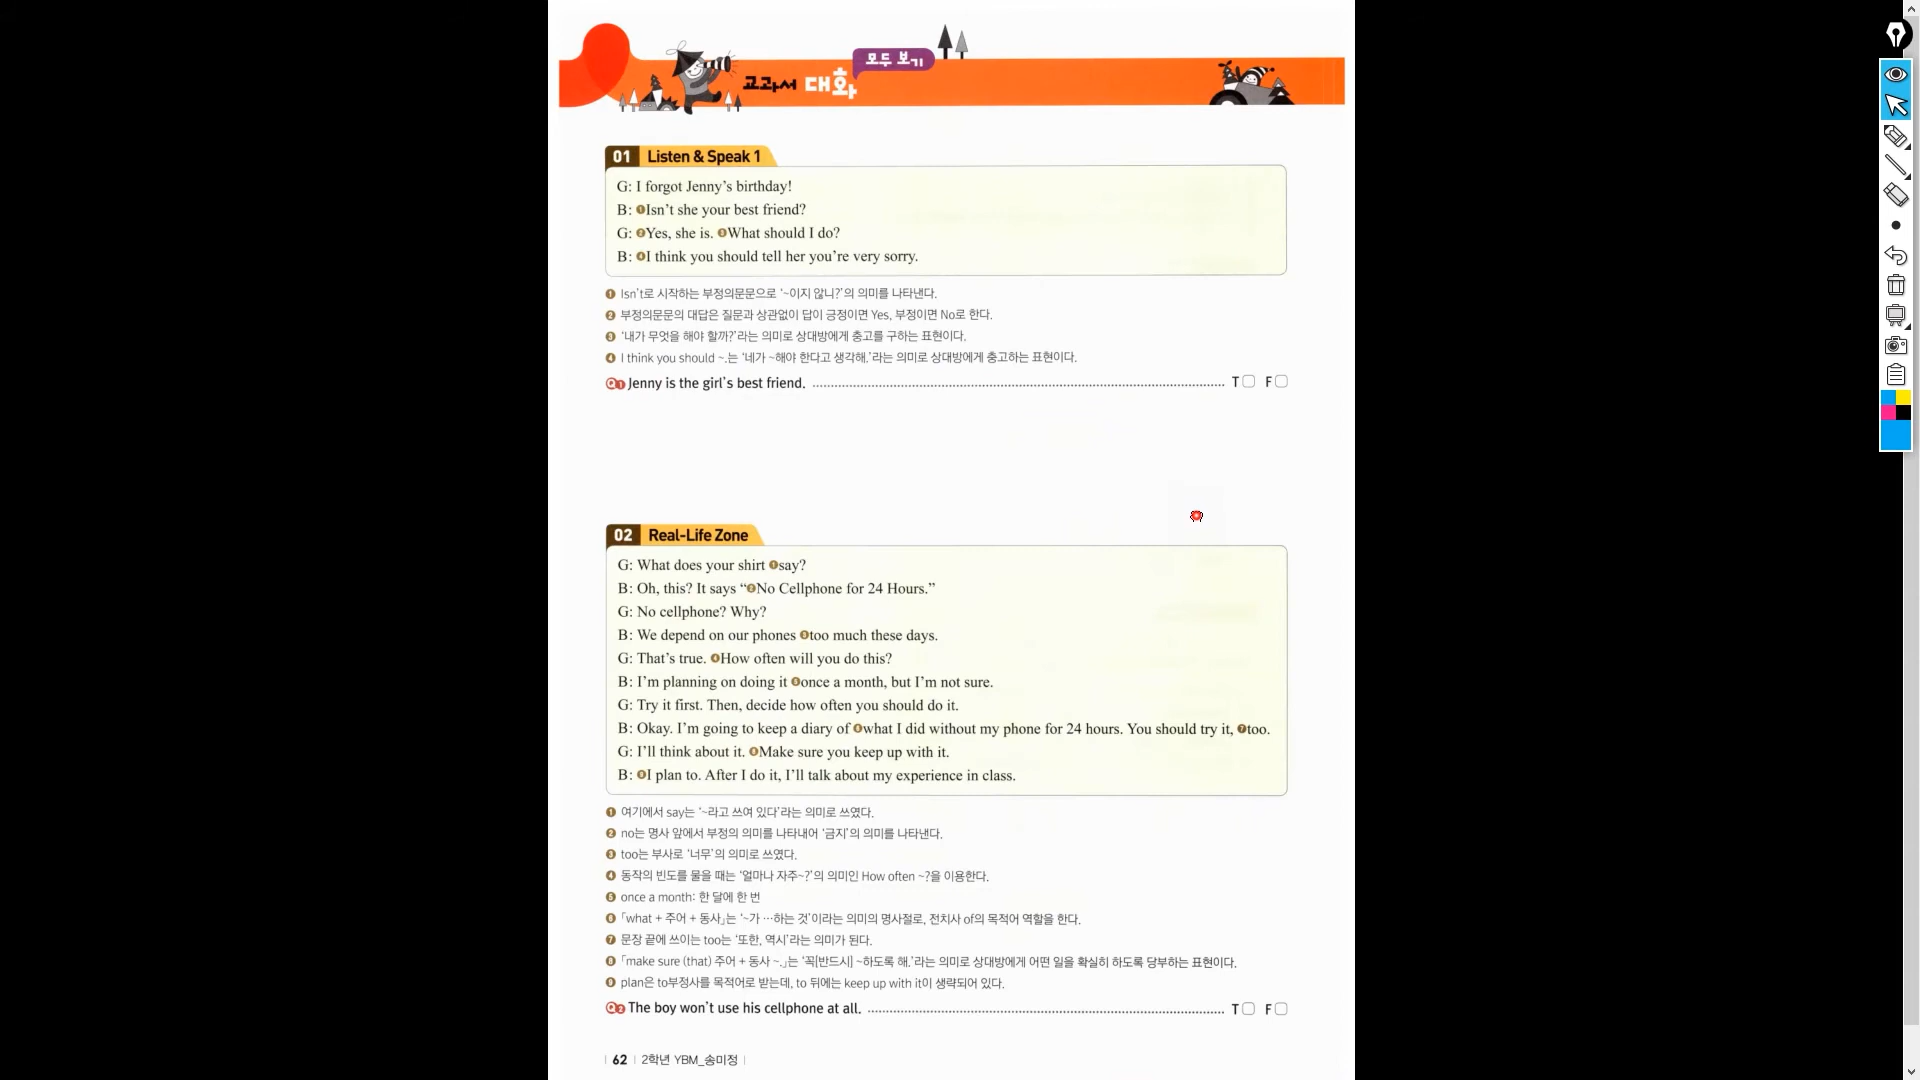 모두 보기
교과서 대화
01 Listen & Speak 1
G: I forgot Jenny's birthday!
B: ❶Isn't she your best friend?
G: ❷Yes, she is. ❸What should I do?
B: ❹I think you should tell her you're very sorry.
❶ Isn't로 시작하는 부정의문문으로 '~이지 않니?'의 의미를 나타낸다.
❷ 부정의문문의 대답은 질문과 상관없이 답이 긍정이면 Yes, 부정이면 No로 한다.
❸ '내가 무엇을 해야 할까?'라는 의미로 상대방에게 충고를 구하는 표현이다.
❹ I think you should ~.는 '네가 ~해야 한다고 생각해.'라는 의미로 상대방에게 충고하는 표현이다.
Q1 Jenny is the girl's best friend. T F
02 Real-Life Zone
G: What does your shirt ❶say?
B: Oh, this? It says "❷No Cellphone for 24 Hours."
G: No cellphone? Why?
B: We depend on our phones ❸too much these days.
G: That's true. ❹How often will you do this?
B: I'm planning on doing it ❺once a month, but I'm not sure.
G: Try it first. Then, decide how often you should do it.
B: Okay. I'm going to keep a diary of ❻what I did without my phone for 24 hours. You should try it, ❼too.
G: I'll think about it. ❽Make sure you keep up with it.
B: ❾I plan to. After I do it, I'll talk about my experience in class.
❶ 여기에서 say는 '~라고 쓰여 있다'라는 의미로 쓰였다.
❷ no는 명사 앞에서 부정의 의미를 나타내어 '금지'의 의미를 나타낸다.
❸ too는 부사로 '너무'의 의미로 쓰였다.
❹ 동작의 빈도를 물을 때는 '얼마나 자주~?'의 의미인 How often ~?을 이용한다.
❺ once a month: 한 달에 한 번
❻ 「what + 주어 + 동사」는 '~가 …하는 것'이라는 의미의 명사절로, 전치사 of의 목적어 역할을 한다.
❼ 문장 끝에 쓰이는 too는 '또한, 역시'라는 의미가 된다.
❽ 「make sure (that) 주어 + 동사 ~.」는 '꼭[반드시] ~하도록 해.'라는 의미로 상대방에게 어떤 일을 확실히 하도록 당부하는 표현이다.
❾ plan은 to부정사를 목적어로 받는데, to 뒤에는 keep up with it이 생략되어 있다.
Q2 The boy won't use his cellphone at all. T F
62 2학년 YBM_송미정